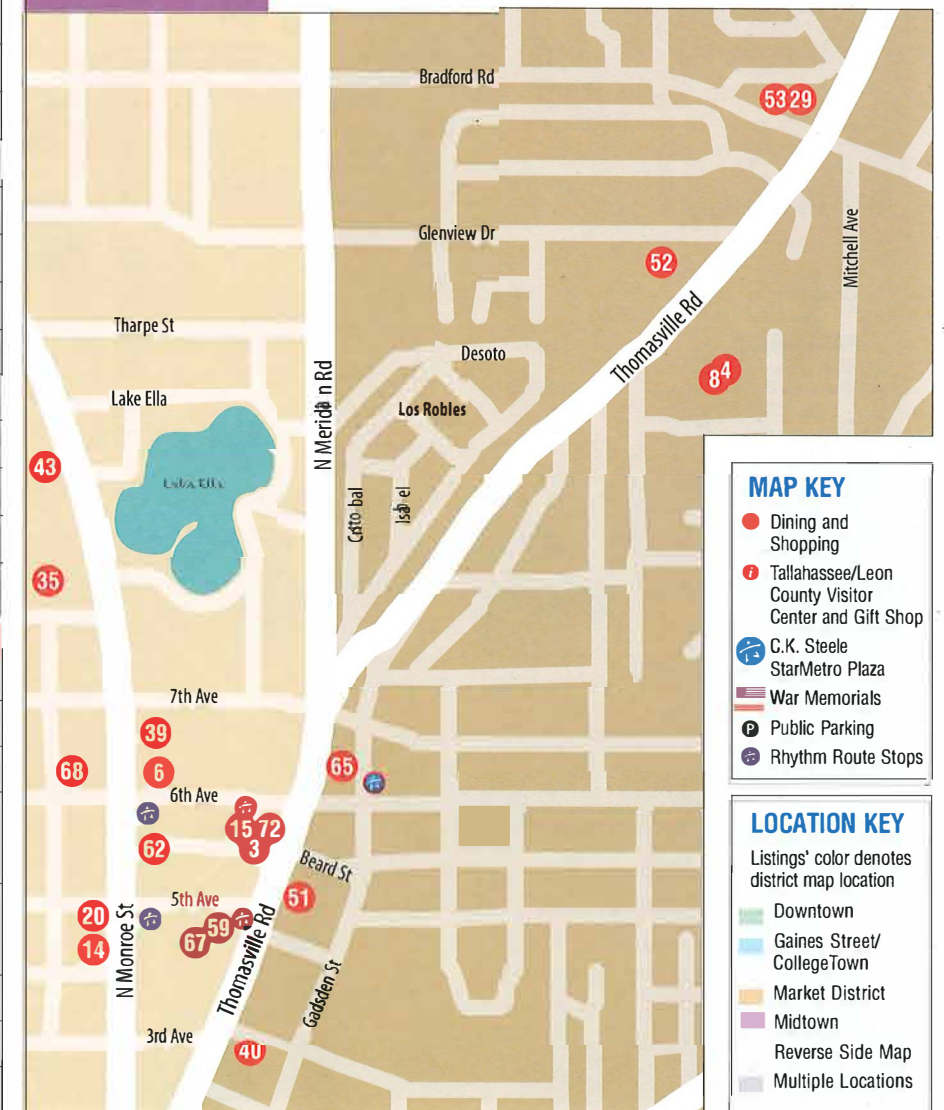 Bradford Rd
53 29
Mitchell Ave
Glenview Dr
52
Thomasville Rd
Tharpe St
Desoto
8 4
N Merida n Rd
Lake Ella
Los Robles
43
Lake Ella
Isabel
35
7th Ave
39
68
6
65
6th Ave
15 72
62
3
Beard St
51
5th Ave
20
59
14
67
N Monroe St
Thomasville Rd
Gadsden St
3rd Ave
40
MAP KEY
Dining and
Shopping
i Tallahassee/Leon
County Visitor
Center and Gift Shop
C.K. Steele
StarMetro Plaza
War Memorials
P Public Parking
Rhythm Route Stops
LOCATION KEY
Listings' color denotes
district map location
Downtown
Gaines Street/
CollegeTown
Market District
Midtown
Reverse Side Map
Multiple Locations